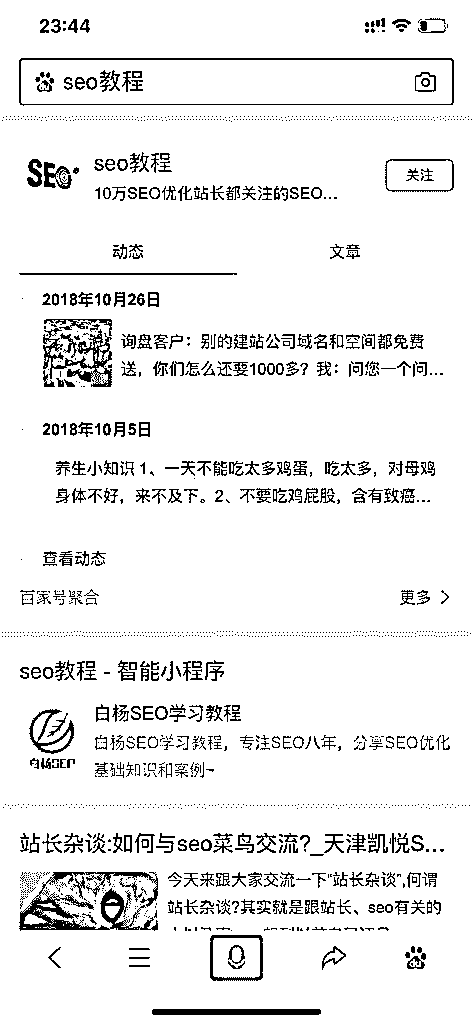 23:44
seo教程
SEO
seo教程
关注
10万SEO优化站长都关注的SEO...
动态
文章
2018年10月26日
询盘客户：别的建站公司域名和空间都免费
送，你们怎么还要1000多？我：问您一个问...
2018年10月5日
养生小知识 1、一天不能吃太多鸡蛋，吃太多，对母鸡
身体不好，来不及下。2、不要吃鸡屁股，含有致癌...
查看动态
百家号聚合
更多
seo教程 - 智能小程序
白杨SEO学习教程
白杨SEO学习教程，专注SEO八年，分享SEO优化
基础知识和案例~
白杨SEO
站长杂谈:如何与seo菜鸟交流?_天津凯悦S...
今天来跟大家交流一下“站长杂谈”,何谓
站长杂谈?其实就是跟站长、seo有关的